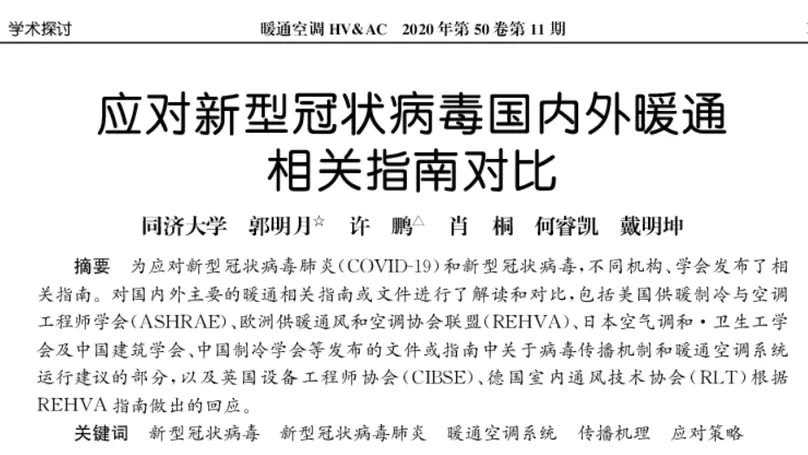 学术探讨 暖通空调HV&AC 2020年第50卷第11期
应对新型冠状病毒国内外暖通
相关指南对比
同济大学 郭明月☆ 许 鹏△ 肖 桐 何睿凯 戴明坤
摘要 为应对新型冠状病毒肺炎(COVID-19)和新型冠状病毒,不同机构、学会发布了相
关指南。对国内外主要的暖通相关指南或文件进行了解读和对比,包括美国供暖制冷与空调
工程师学会(ASHRAE)、欧洲供暖通风和空调协会联盟(REHVA)、日本空气调和·卫生工学
会及中国建筑学会、中国制冷学会等发布的文件或指南中关于病毒传播机制和暖通空调系统
运行建议的部分,以及英国设备工程师协会(CIBSE)、德国室内通风技术协会(RLT)根据
REHVA指南做出的回应。
关键词 新型冠状病毒 新型冠状病毒肺炎 暖通空调系统 传播机理 应对策略